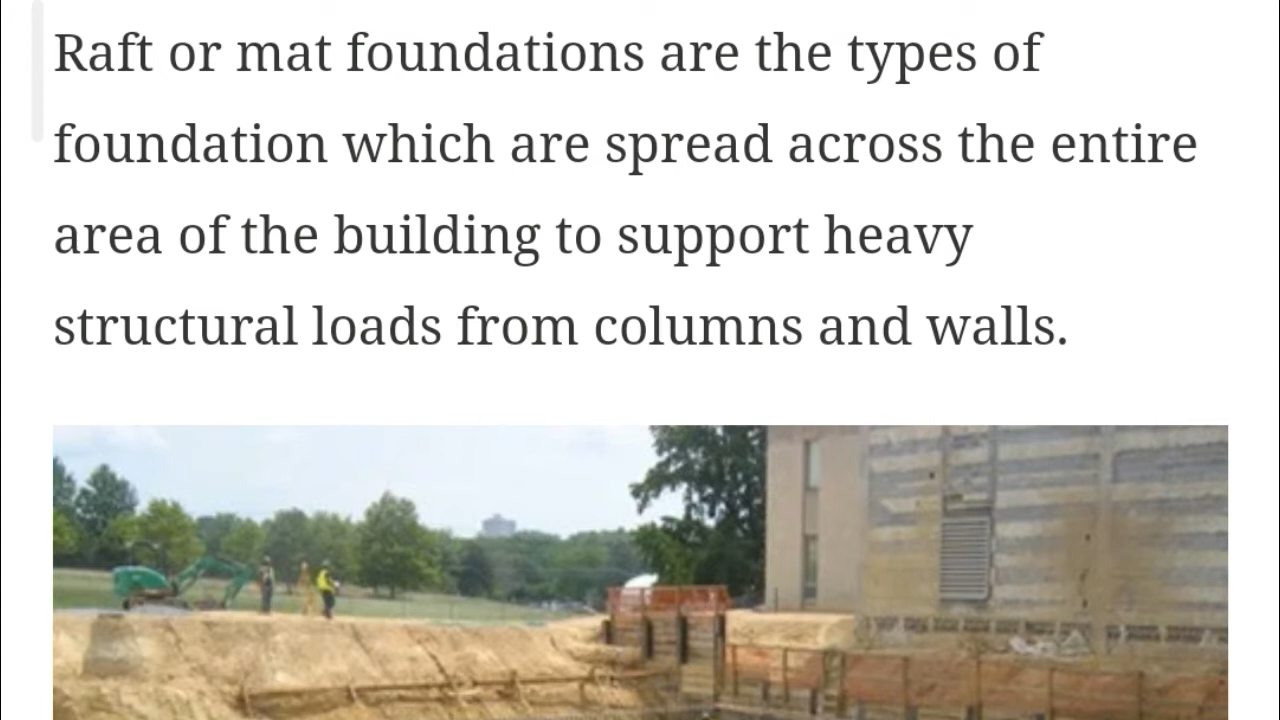 Raft or mat foundations are the types of
foundation which are spread across the entire
area of the building to support heavy
structural loads from columns and walls.